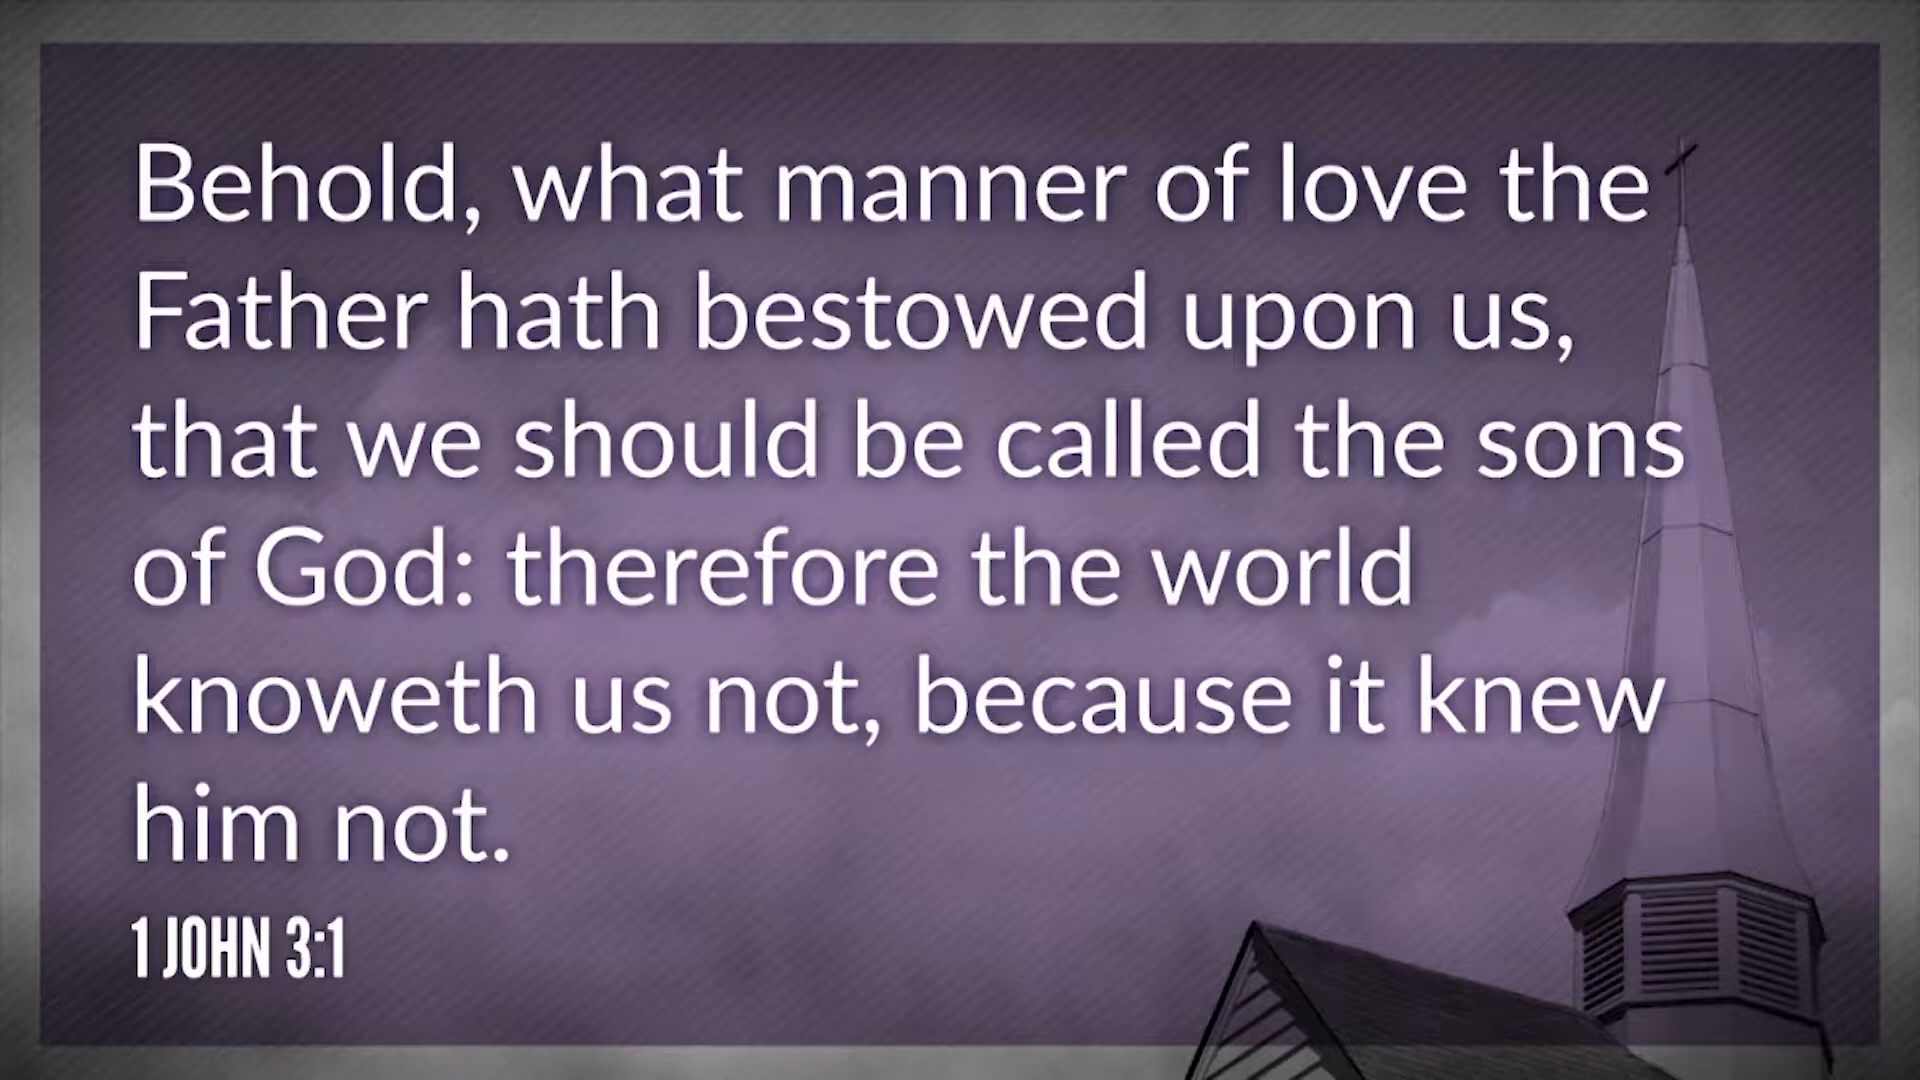 Behold, what manner of love the
Father hath bestowed upon us,
that we should be called the sons
of God: therefore the world
knoweth us not, because it knew
him not.
1 JOHN 3:1